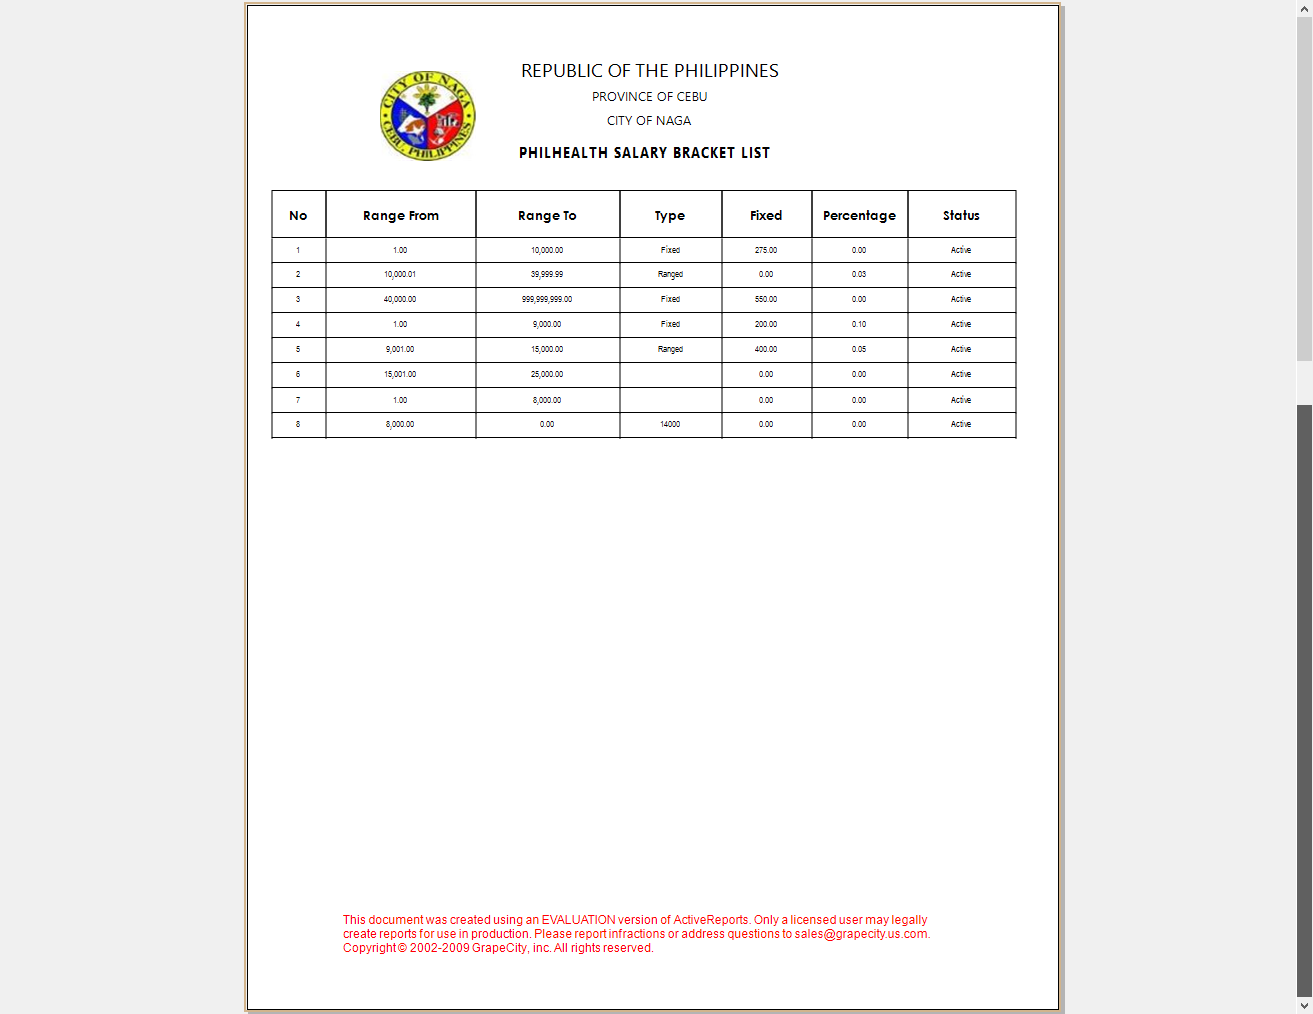 CITY OF NAGA
CEBU, PHILIPPINES
REPUBLIC OF THE PHILIPPINES
PROVINCE OF CEBU
CITY OF NAGA
PHILHEALTH SALARY BRACKET LIST
No Range From Range To Type Fixed Percentage Status
1 1.00 10,000.00 Fixed 275.00 0.00 Active
2 10,000.01 39,999.99 Ranged 0.00 0.03 Active
3 40,000.00 999,999,999.00 Fixed 550.00 0.00 Active
4 1.00 9,000.00 Fixed 200.00 0.10 Active
5 9,001.00 15,000.00 Ranged 400.00 0.05 Active
6 15,001.00 25,000.00 0.00 0.00 Active
7 1.00 8,000.00 0.00 0.00 Active
8 8,000.00 0.00 14000 0.00 0.00 Active
This document was created using an EVALUATION version of ActiveReports. Only a licensed user may legally
create reports for use in production. Please report infractions or address questions to sales@grapecity.us.com.
Copyright © 2002-2009 GrapeCity, inc. All rights reserved.